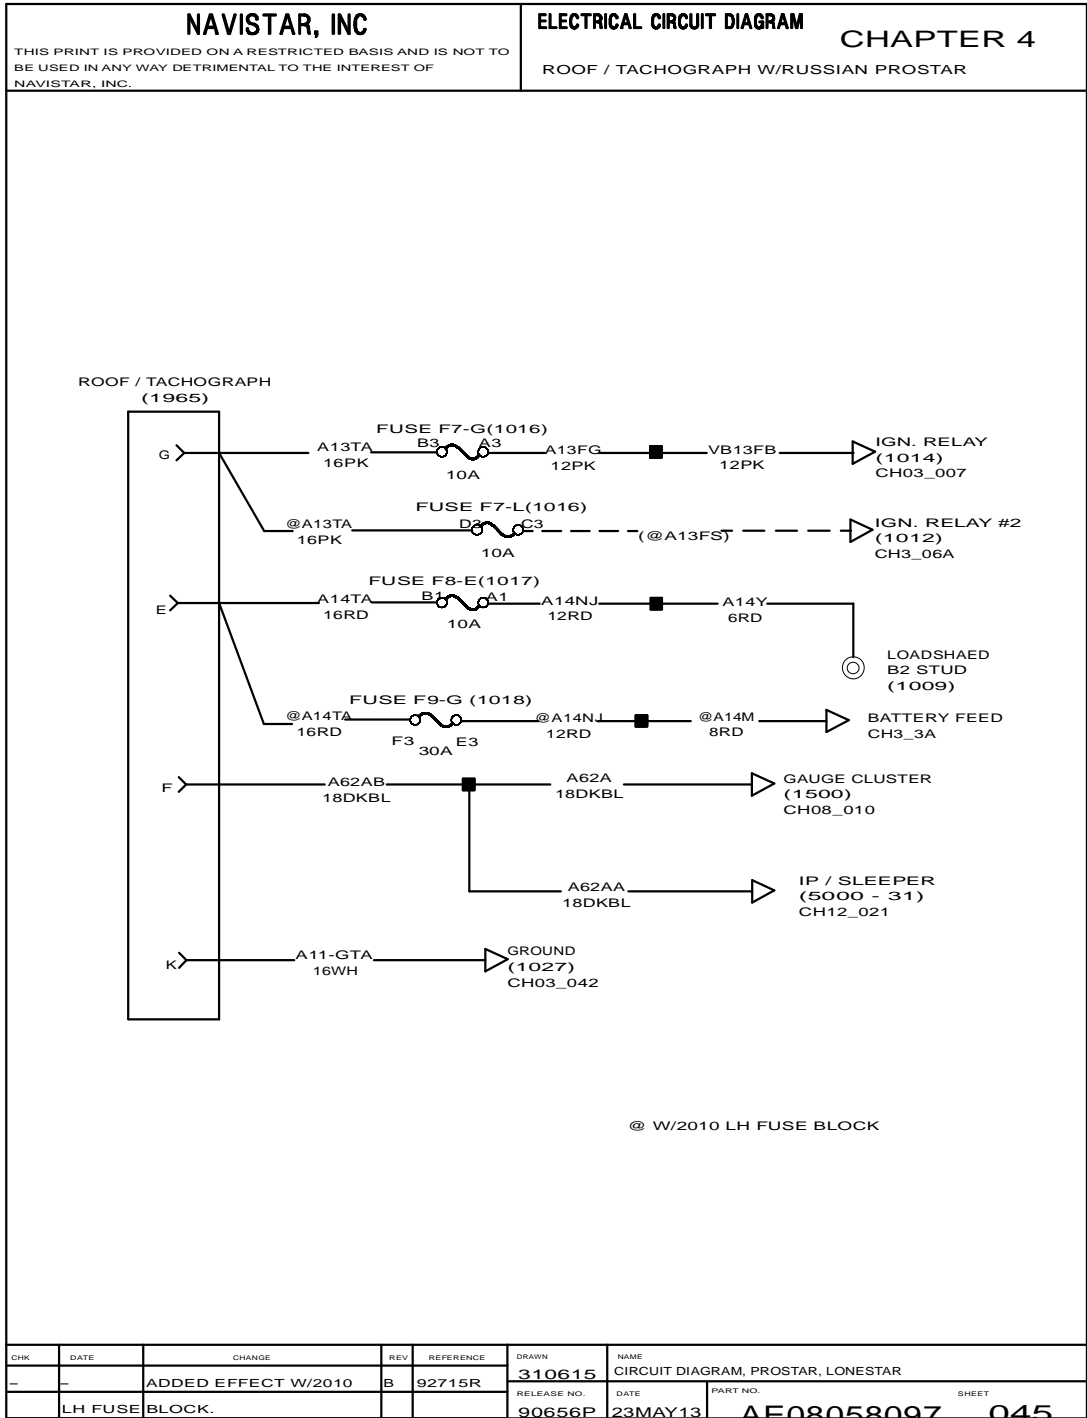 NAVISTAR, INC
THIS PRINT IS PROVIDED ON A RESTRICTED BASIS AND IS NOT TO
BE USED IN ANY WAY DETRIMENTAL TO THE INTEREST OF
NAVISTAR, INC.
ELECTRICAL CIRCUIT DIAGRAM
CHAPTER 4
ROOF / TACHOGRAPH W/RUSSIAN PROSTAR
ROOF / TACHOGRAPH
(1965)
G
A13TA
16PK
FUSE F7-G(1016)
B3 A3
10A
A13FG
12PK
VB13FB
12PK
IGN. RELAY
(1014)
CH03_007
@A13TA
16PK
FUSE F7-L(1016)
D3 C3
10A
(@A13FS)
IGN. RELAY #2
(1012)
CH3_06A
E
A14TA
16RD
FUSE F8-E(1017)
B1 A1
10A
A14NJ
12RD
A14Y
6RD
LOADSHAED
B2 STUD
(1009)
@A14TA
16RD
FUSE F9-G (1018)
F3 E3
30A
@A14NJ
12RD
@A14M
8RD
BATTERY FEED
CH3_3A
F
A62AB
18DKBL
A62A
18DKBL
GAUGE CLUSTER
(1500)
CH08_010
A62AA
18DKBL
IP / SLEEPER
(5000 - 31)
CH12_021
K
A11-GTA
16WH
GROUND
(1027)
CH03_042
@ W/2010 LH FUSE BLOCK
CHK DATE CHANGE REV REFERENCE
- - ADDED EFFECT W/2010 B 92715R
LH FUSE BLOCK.
DRAWN
310615
NAME
CIRCUIT DIAGRAM, PROSTAR, LONESTAR
RELEASE NO.
90656P
DATE
23MAY13
PART NO.
AE08058097
SHEET
045